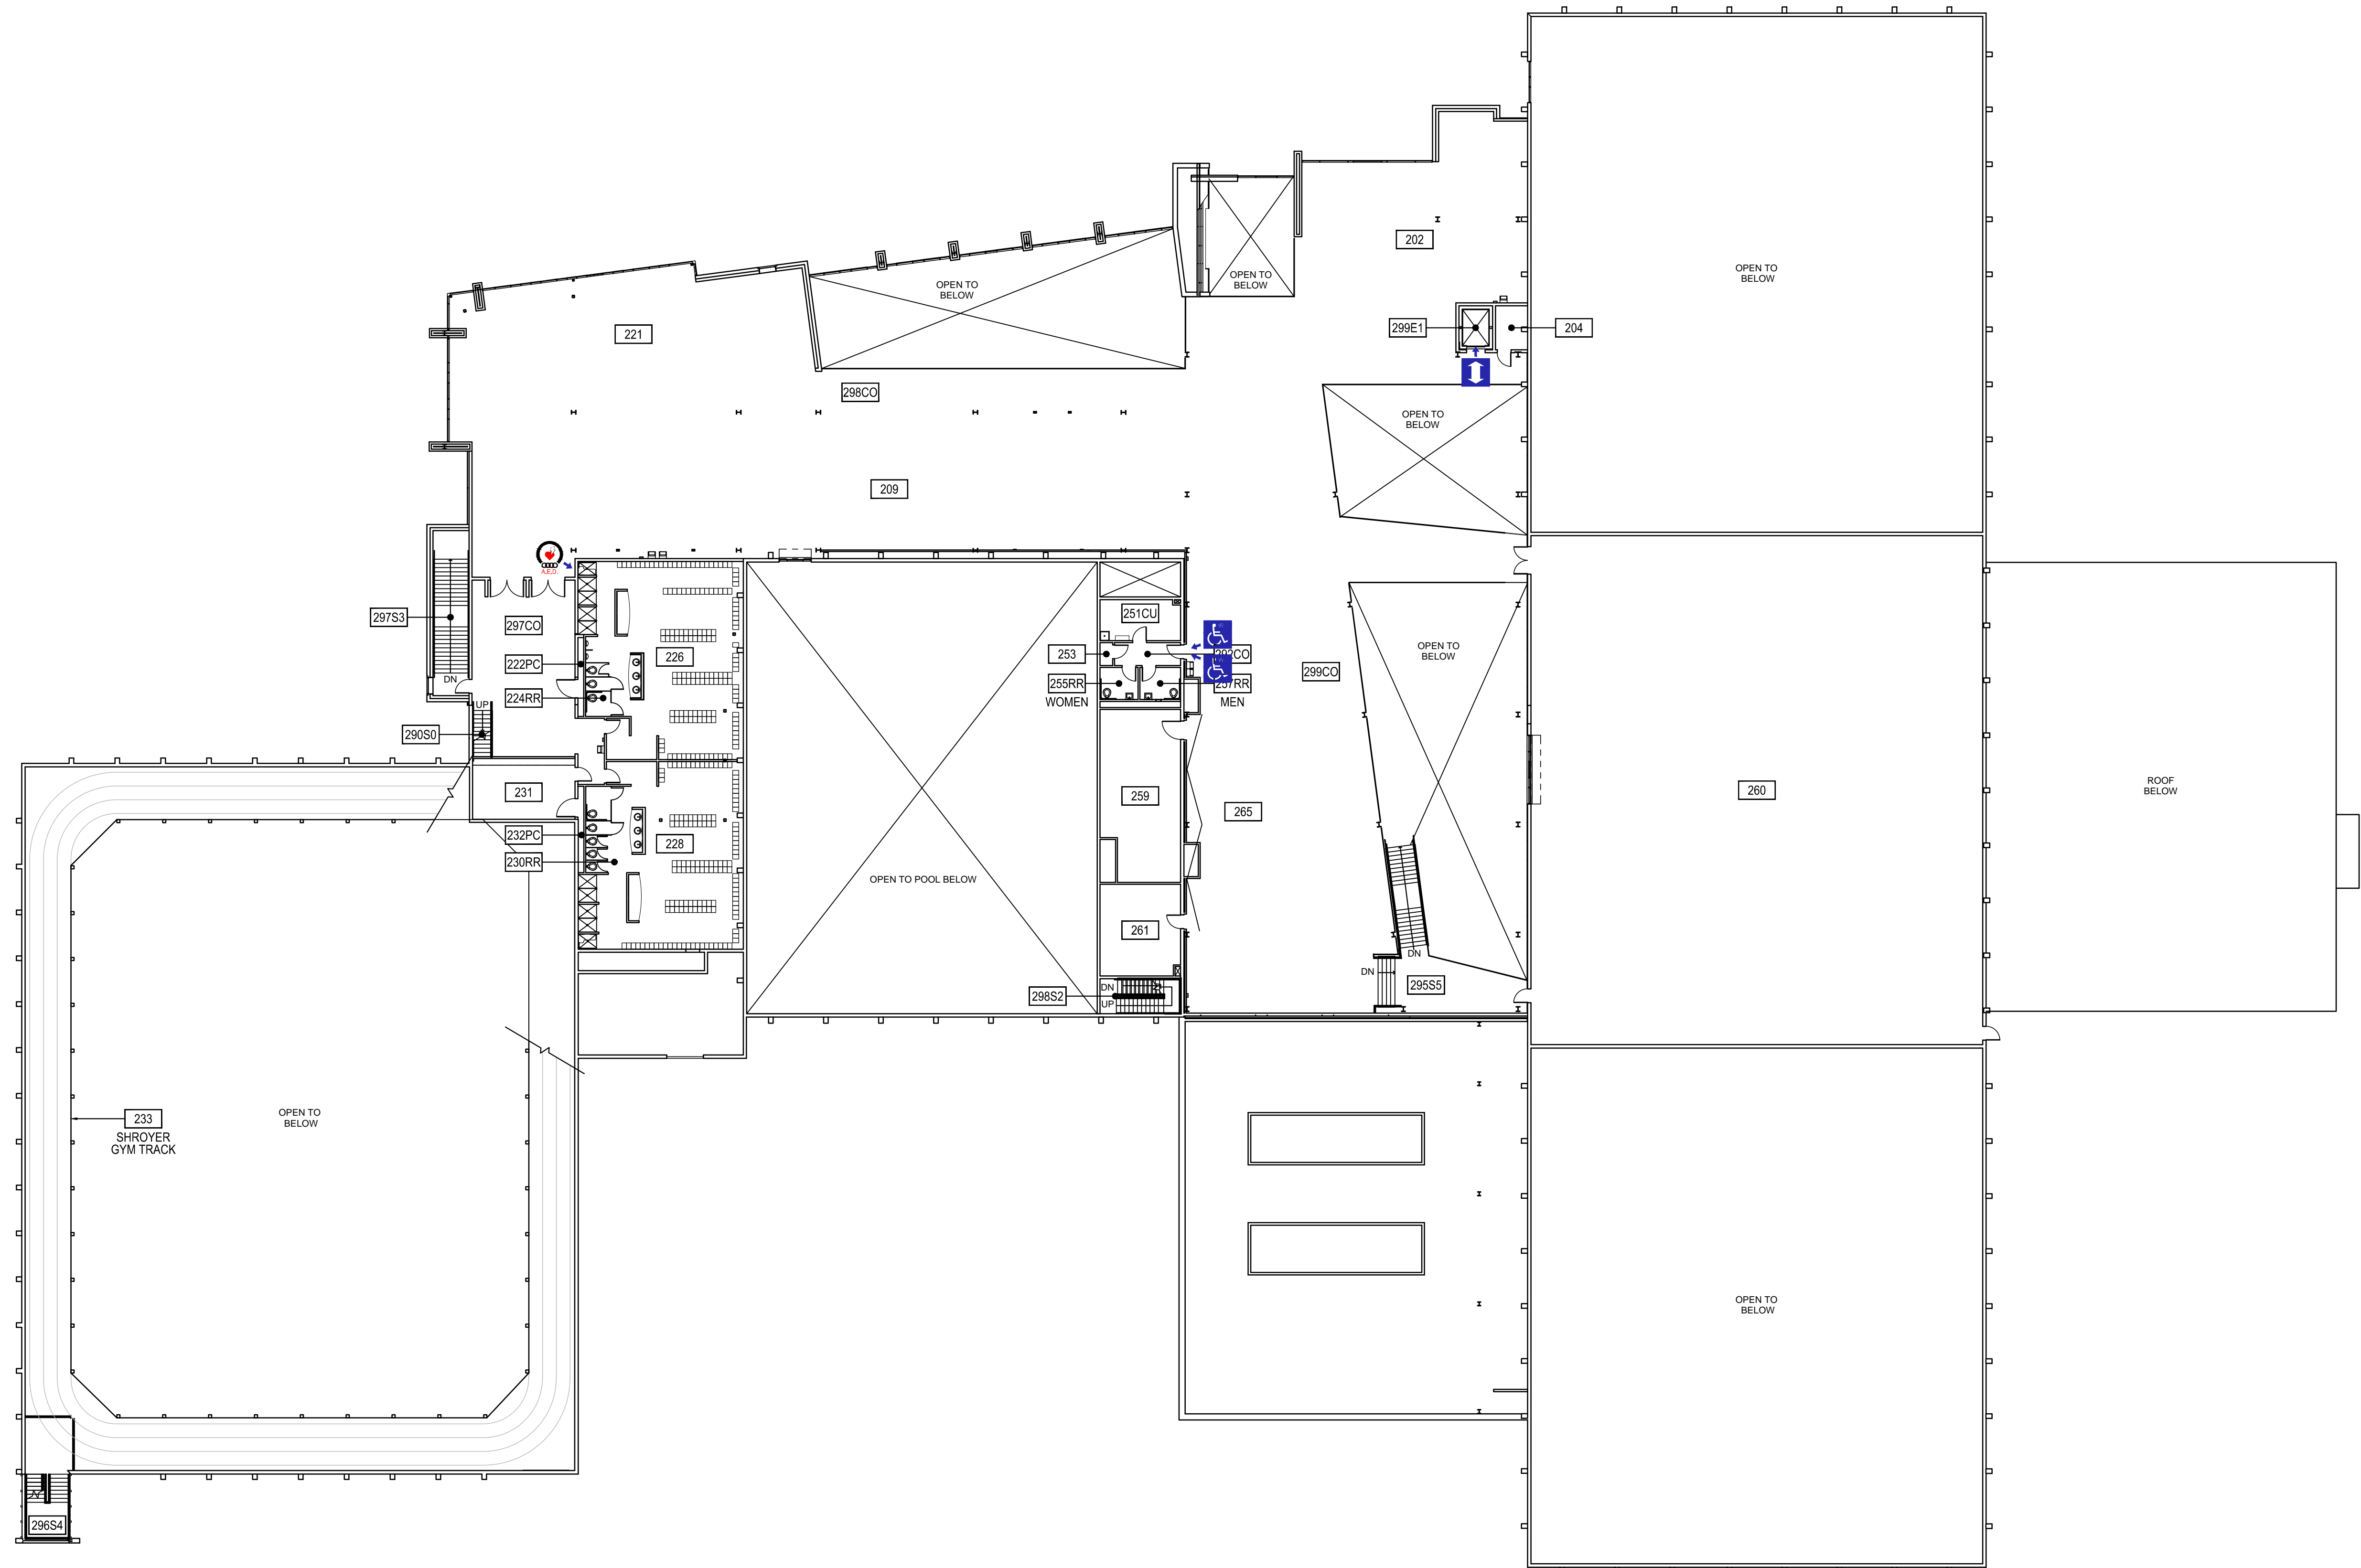 OPEN TO
BELOW
202
OPEN TO
BELOW
OPEN TO
BELOW
221
299E1
204
298CO
OPEN TO
BELOW
209
A.E.D.
297S3
297CO
251CU
222PC
226
253
292CO
299CO
OPEN TO
BELOW
DN
224RR
255RR
257RR
WOMEN
MEN
UP
290S0
231
259
265
260
ROOF
BELOW
232PC
228
230RR
OPEN TO POOL BELOW
261
DN
DN
298S2
DN
UP
295S5
233
SHROYER
GYM TRACK
OPEN TO
BELOW
OPEN TO
BELOW
296S4